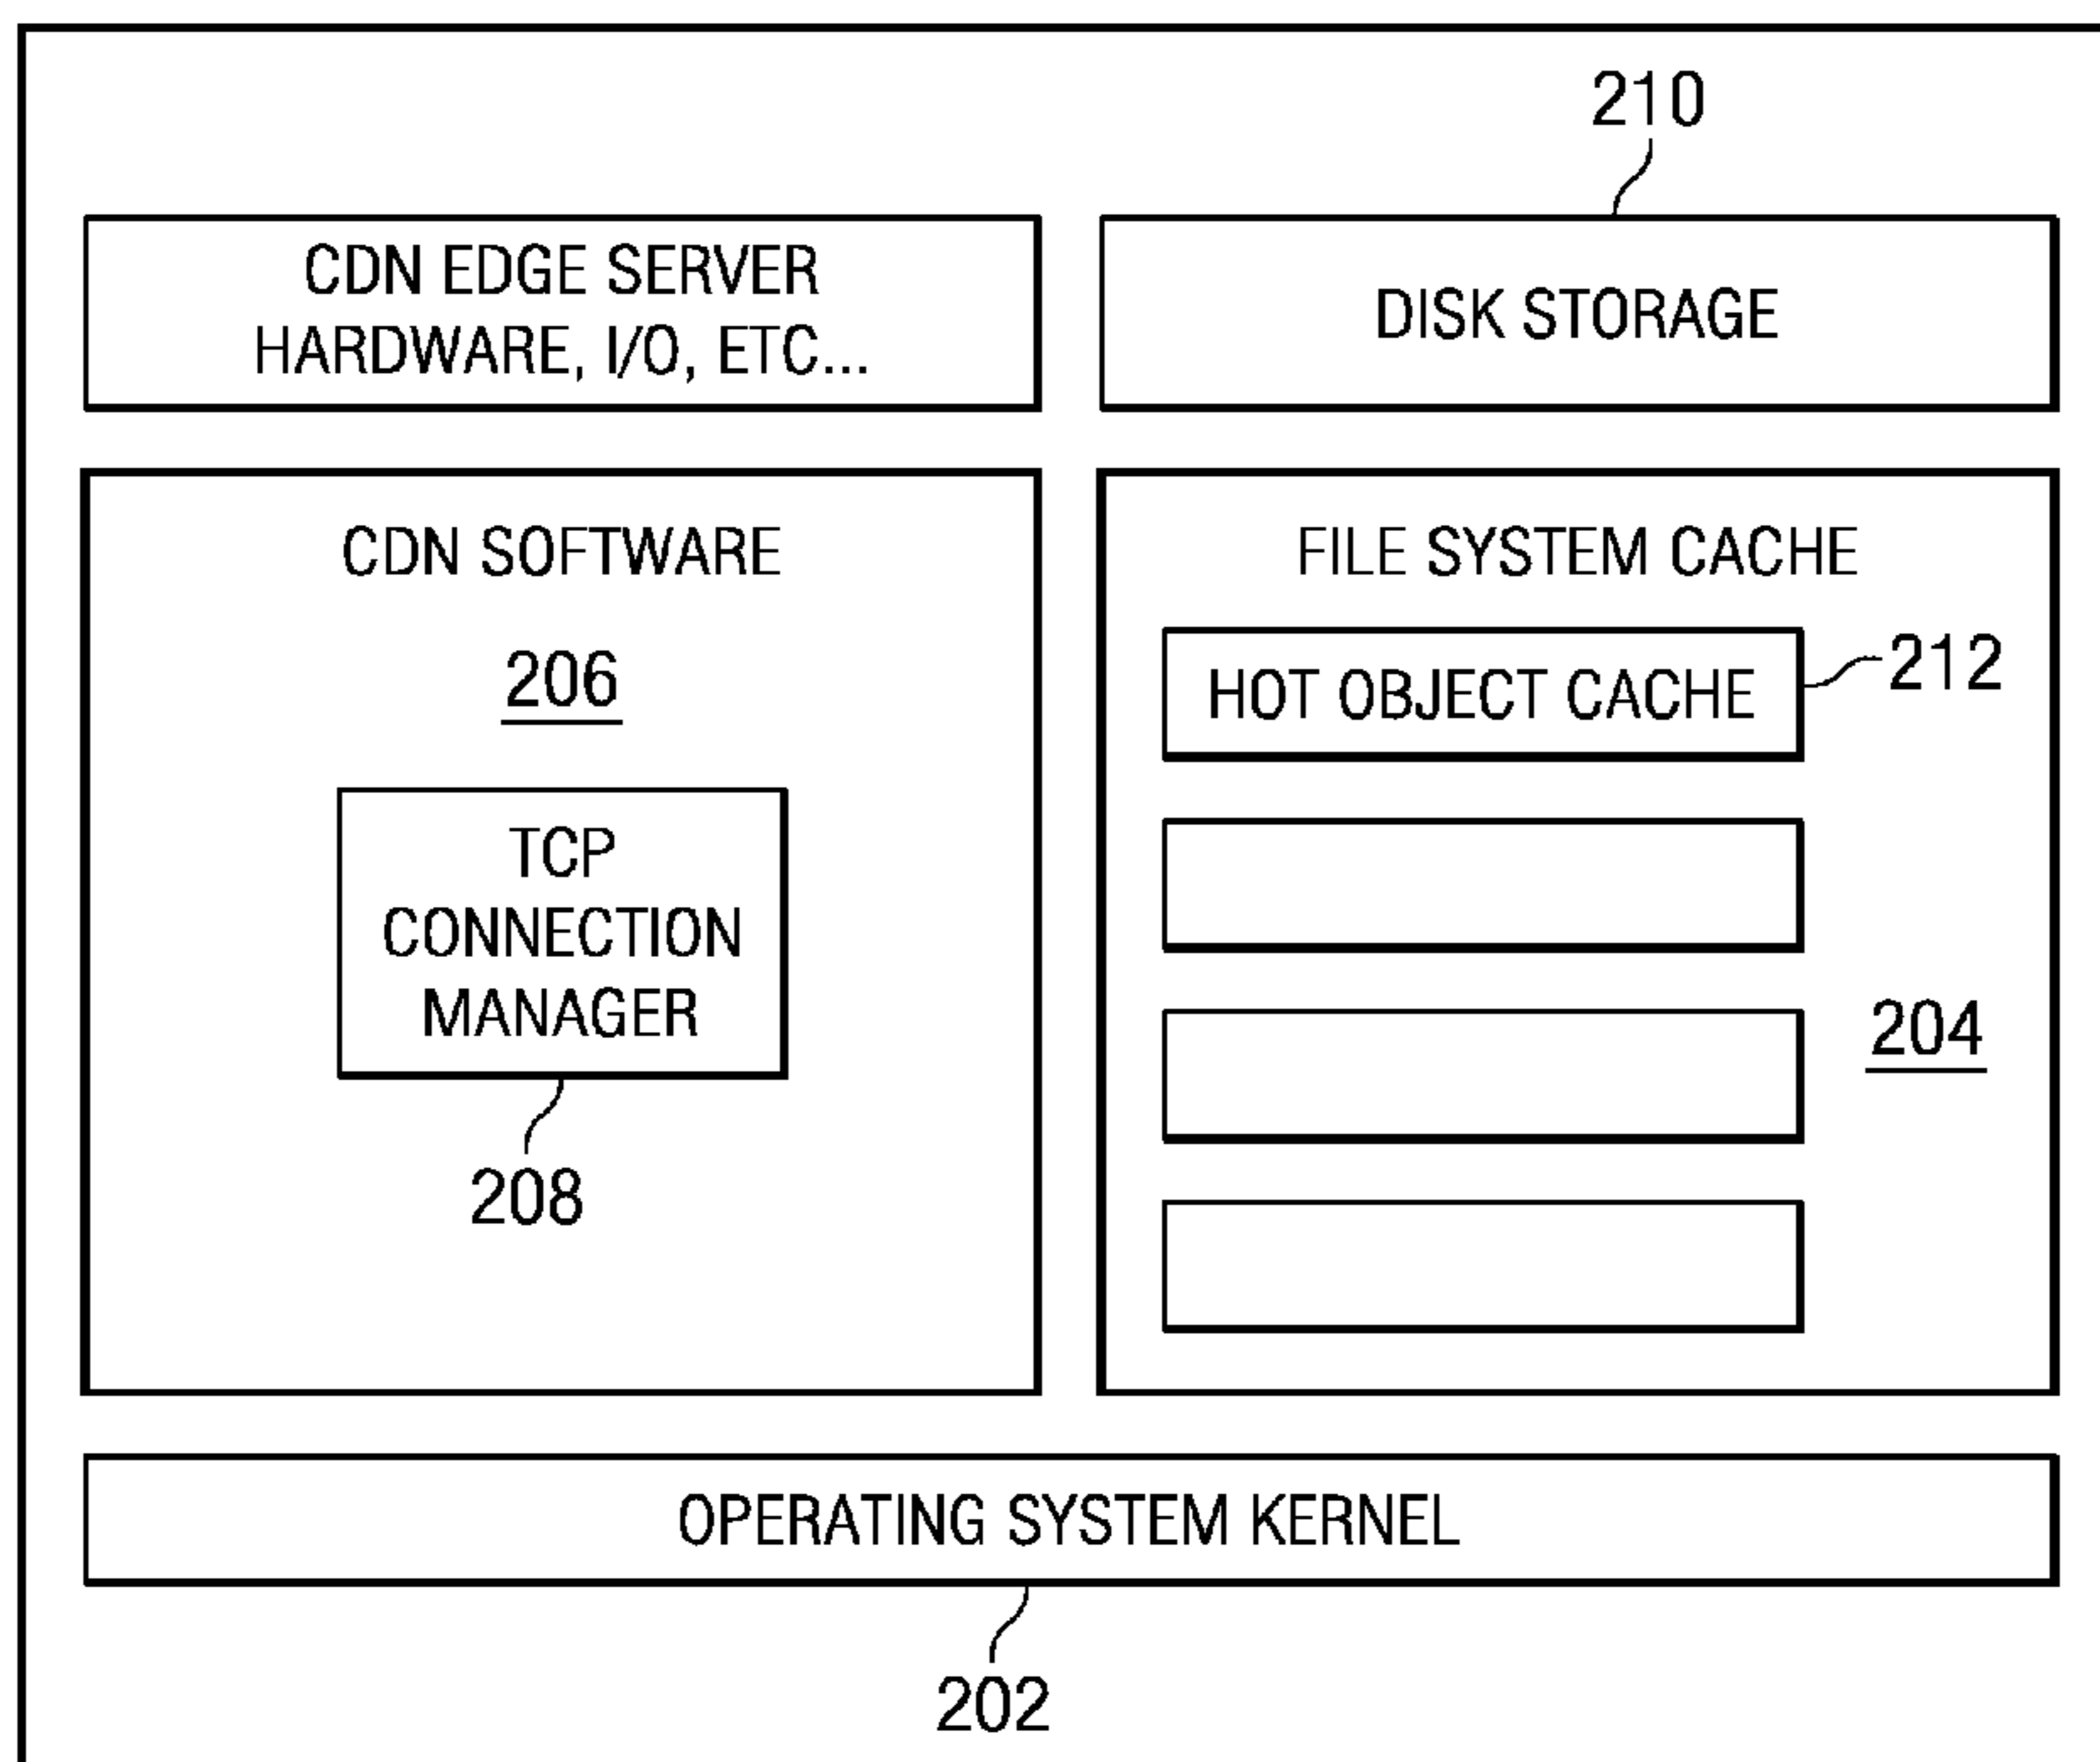 210
CDN EDGE SERVER
HARDWARE, I/O, ETC...
DISK STORAGE
CDN SOFTWARE
206
TCP
CONNECTION
MANAGER
208
FILE SYSTEM CACHE
HOT OBJECT CACHE
212
204
OPERATING SYSTEM KERNEL
202